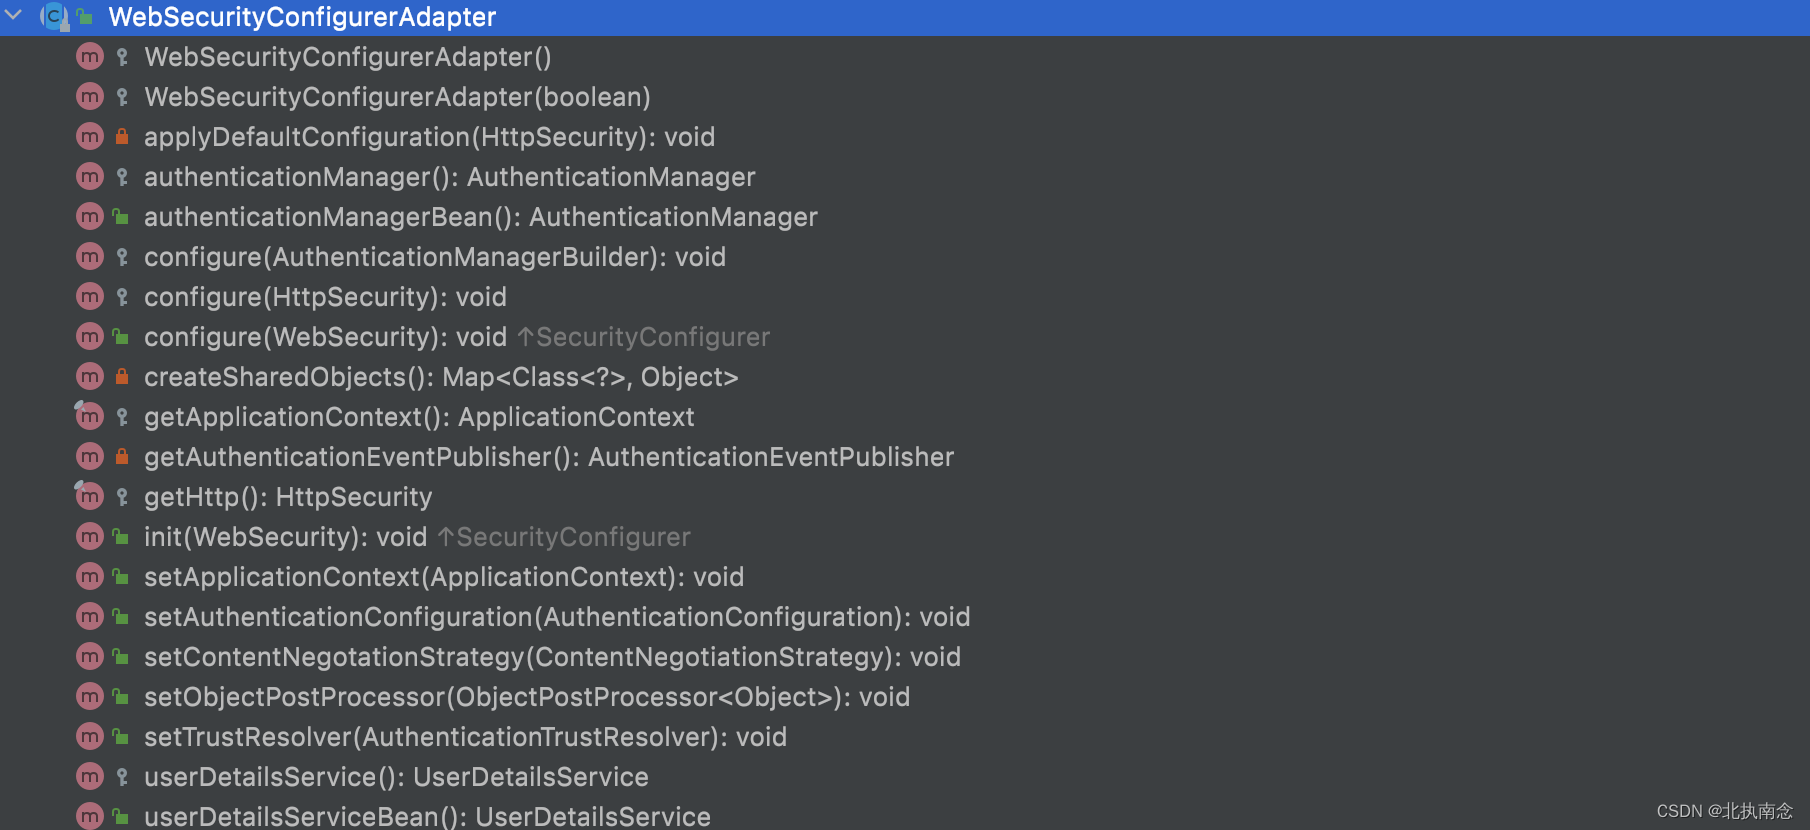 WebSecurityConfigurerAdapter
WebSecurityConfigurerAdapter()
WebSecurityConfigurerAdapter(boolean)
applyDefaultConfiguration(HttpSecurity): void
authenticationManager(): AuthenticationManager
authenticationManagerBean(): AuthenticationManager
configure(AuthenticationManagerBuilder): void
configure(HttpSecurity): void
configure(WebSecurity): void ↑SecurityConfigurer
createSharedObjects(): Map<Class<?>, Object>
getApplicationContext(): ApplicationContext
getAuthenticationEventPublisher(): AuthenticationEventPublisher
getHttp(): HttpSecurity
init(WebSecurity): void ↑SecurityConfigurer
setApplicationContext(ApplicationContext): void
setAuthenticationConfiguration(AuthenticationConfiguration): void
setContentNegotationStrategy(ContentNegotiationStrategy): void
setObjectPostProcessor(ObjectPostProcessor<Object>): void
setTrustResolver(AuthenticationTrustResolver): void
userDetailsService(): UserDetailsService
userDetailsServiceBean(): UserDetailsService
CSDN @北执南念